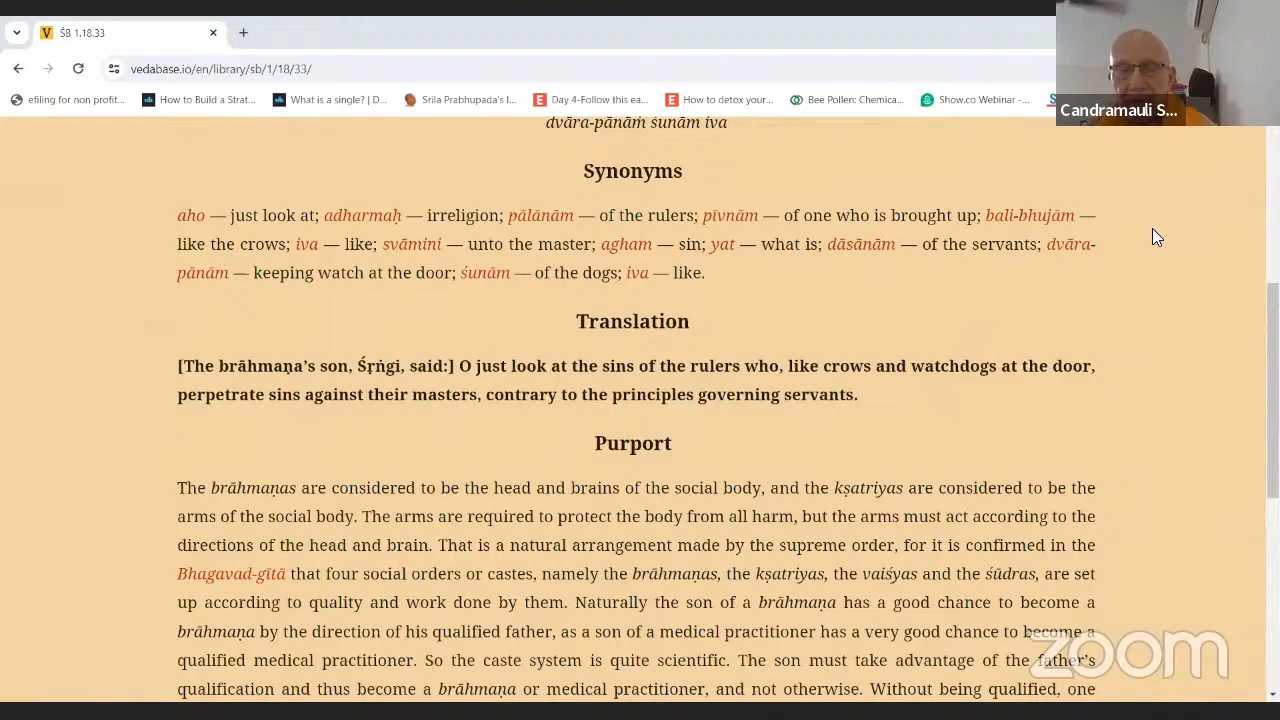 ŚB 1.18.33
vedabase.io/en/library/sb/1/18/33/
efiling for non profit... How to Build a Strat... What is a single? | D... Srila Prabhupada's I... Day 4-Follow this ea... How to detox your... Bee Pollen: Chemica... Show.co Webinar -...
Candramauli S...
dvāra-pānāṁ śunām iva
Synonyms
aho — just look at; adharmaḥ — irreligion; pālānām — of the rulers; pīvnām — of one who is brought up; bali-bhujām —
like the crows; iva — like; svāmini — unto the master; agham — sin; yat — what is; dāsānām — of the servants; dvāra-
pānām — keeping watch at the door; śunām — of the dogs; iva — like.
Translation
[The brāhmaṇa’s son, Śṛṅgi, said:] O just look at the sins of the rulers who, like crows and watchdogs at the door,
perpetrate sins against their masters, contrary to the principles governing servants.
Purport
The brāhmaṇas are considered to be the head and brains of the social body, and the kṣatriyas are considered to be the
arms of the social body. The arms are required to protect the body from all harm, but the arms must act according to the
directions of the head and brain. That is a natural arrangement made by the supreme order, for it is confirmed in the
Bhagavad-gītā that four social orders or castes, namely the brāhmaṇas, the kṣatriyas, the vaiśyas and the śūdras, are set
up according to quality and work done by them. Naturally the son of a brāhmaṇa has a good chance to become a
brāhmaṇa by the direction of his qualified father, as a son of a medical practitioner has a very good chance to become a
qualified medical practitioner. So the caste system is quite scientific. The son must take advantage of the father’s
qualification and thus become a brāhmaṇa or medical practitioner, and not otherwise. Without being qualified, one
zoom